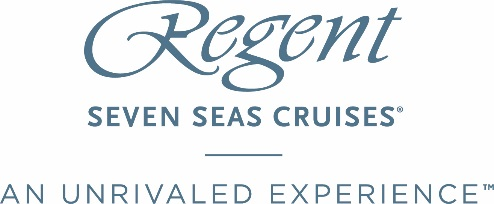 Regent
SEVEN SEAS CRUISES®
AN UNRIVALED EXPERIENCE™